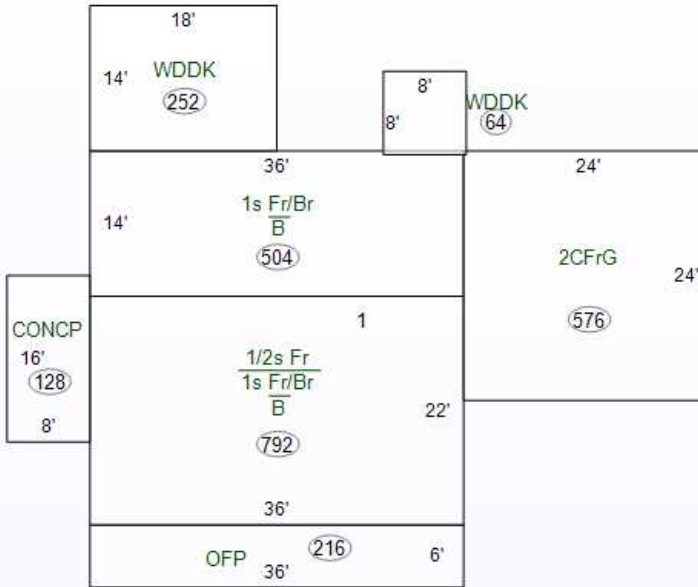 18'
14'
WDDK
252
8'
8'
WDDK
64
36'
14'
1s Fr/Br
B
504
24'
2CFrG
24'
576
CONCP
16'
128
8'
1
1/2s Fr
1s Fr/Br
B
22'
792
36'
OFP
216
6'
36'